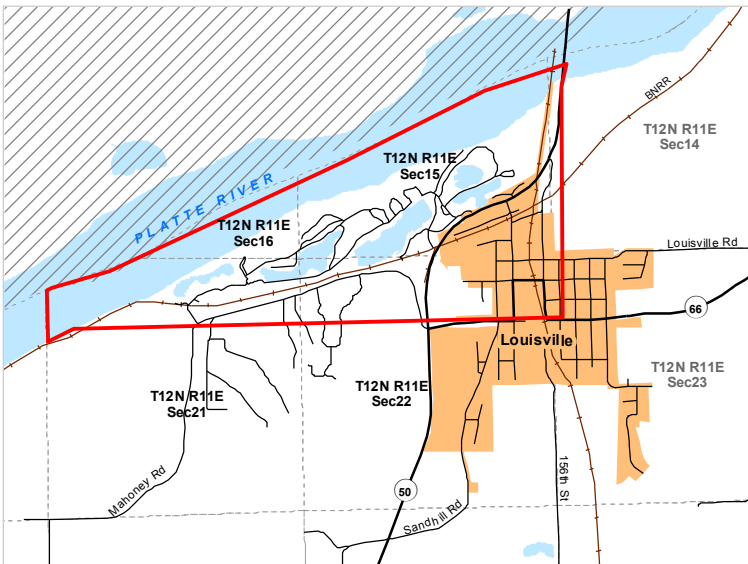 BNRR
T12N R11E
Sec14
T12N R11E
Sec15
PLATTE RIVER
T12N R11E
Sec16
Louisville Rd
66
Louisville
T12N R11E
Sec23
T12N R11E
Sec22
T12N R11E
Sec21
Mahoney Rd
50
Sandhill Rd
156th St